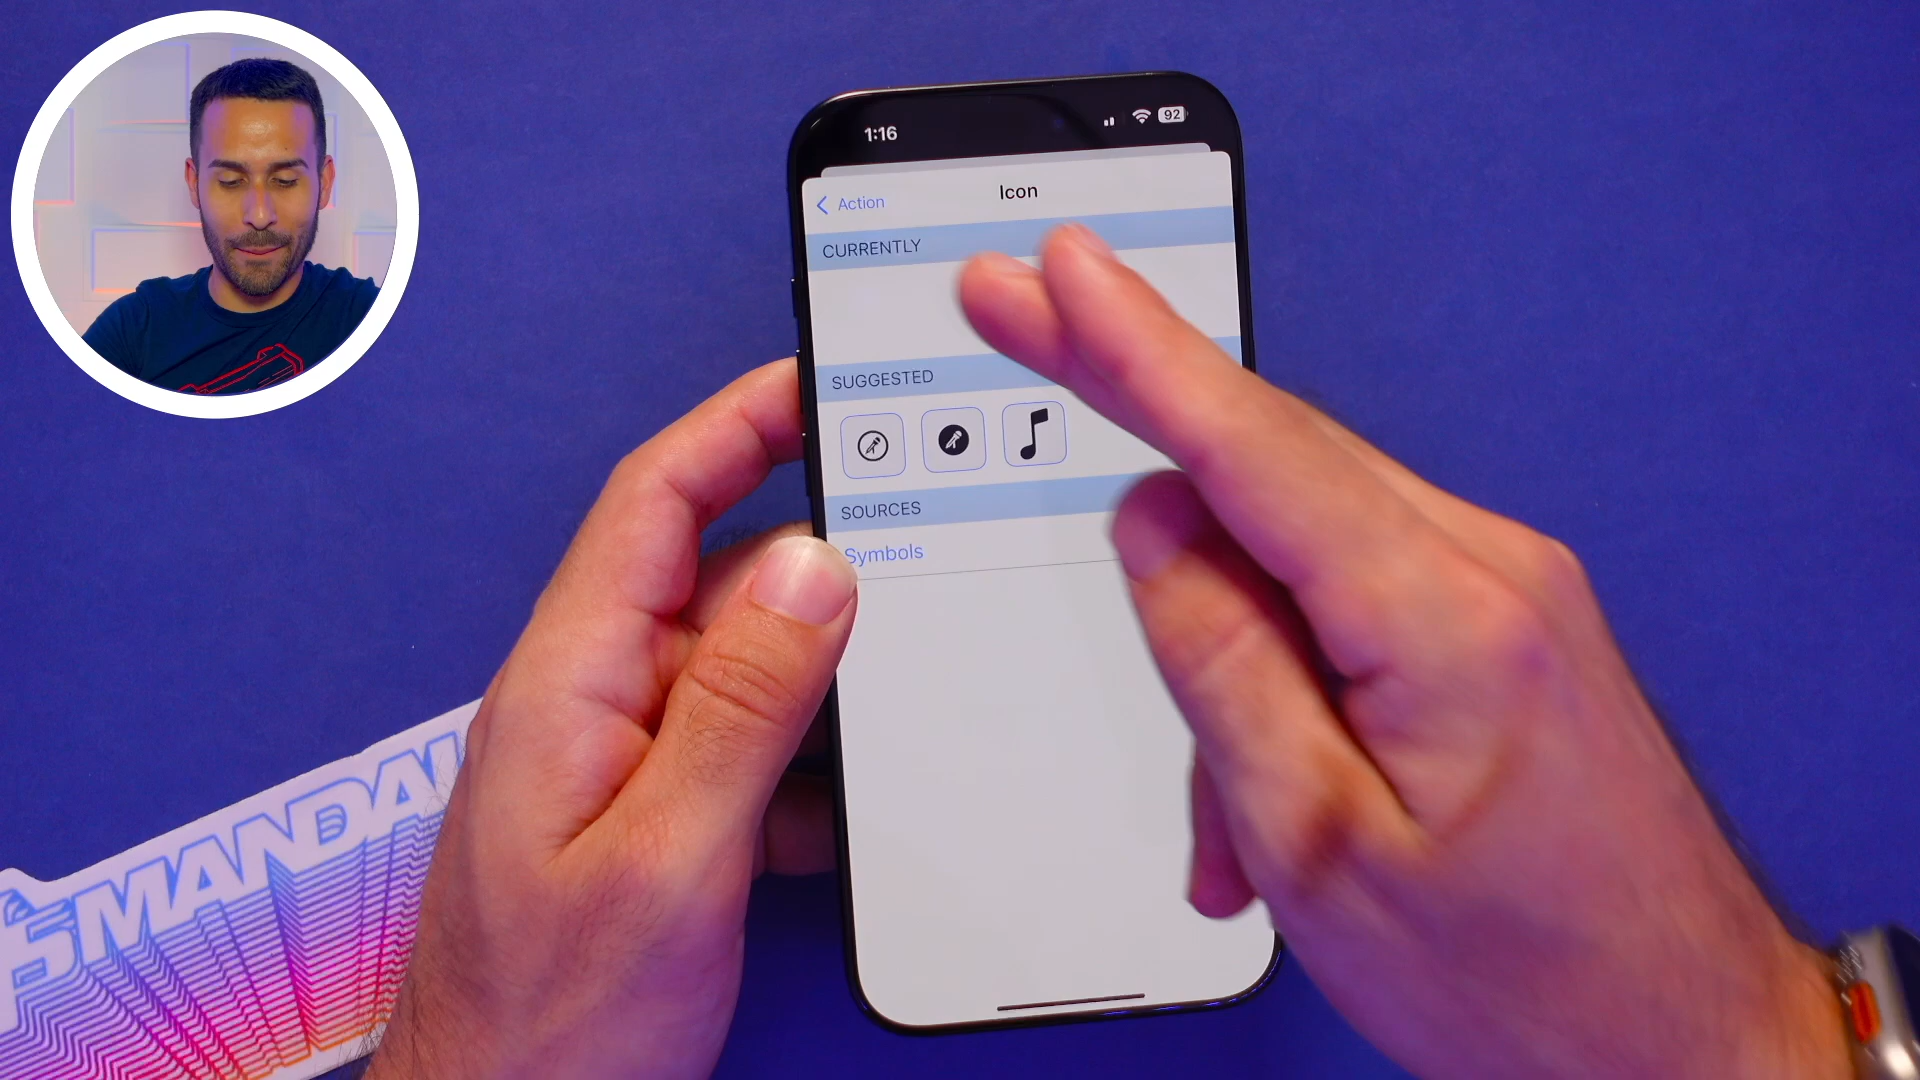 1:16
92
Action
Icon
CURRENTLY
SUGGESTED
SOURCES
Symbols